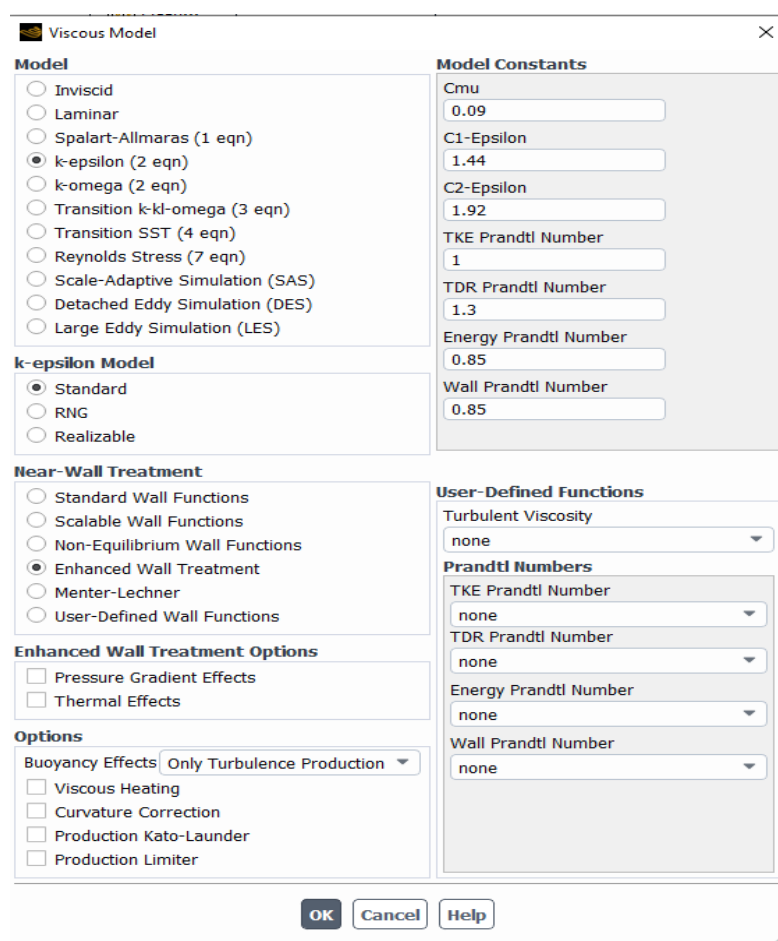 Viscous Model
Model
Inviscid
Laminar
Spalart-Allmaras (1 eqn)
k-epsilon (2 eqn)
k-omega (2 eqn)
Transition k-kl-omega (3 eqn)
Transition SST (4 eqn)
Reynolds Stress (7 eqn)
Scale-Adaptive Simulation (SAS)
Detached Eddy Simulation (DES)
Large Eddy Simulation (LES)
k-epsilon Model
Standard
RNG
Realizable
Near-Wall Treatment
Standard Wall Functions
Scalable Wall Functions
Non-Equilibrium Wall Functions
Enhanced Wall Treatment
Menter-Lechner
User-Defined Wall Functions
Enhanced Wall Treatment Options
Pressure Gradient Effects
Thermal Effects
Options
Buoyancy Effects Only Turbulence Production
Viscous Heating
Curvature Correction
Production Kato-Launder
Production Limiter
Model Constants
Cmu
0.09
C1-Epsilon
1.44
C2-Epsilon
1.92
TKE Prandtl Number
1
TDR Prandtl Number
1.3
Energy Prandtl Number
0.85
Wall Prandtl Number
0.85
User-Defined Functions
Turbulent Viscosity
none
Prandtl Numbers
TKE Prandtl Number
none
TDR Prandtl Number
none
Energy Prandtl Number
none
Wall Prandtl Number
none
OK Cancel Help